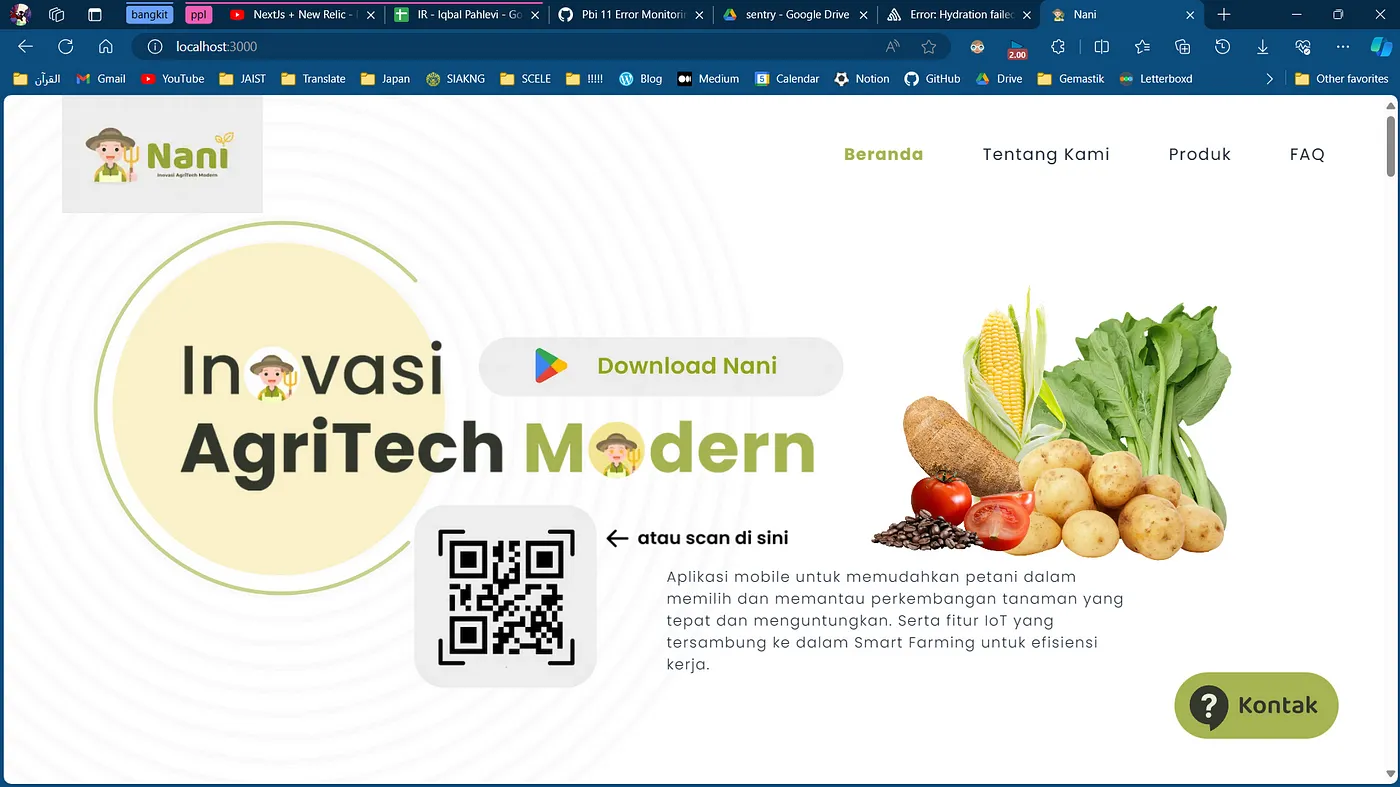 bangkit
ppl
NextJs + New Relic -
IR - Iqbal Pahlevi - Go
Pbi 11 Error Monitorin
sentry - Google Drive
Error: Hydration failed
Nani
localhost:3000
2.00
القرآن
Gmail
YouTube
JAIST
Translate
Japan
SIAKNG
SCELE
!!!!!
Blog
Medium
Calendar
Notion
GitHub
Drive
Gemastik
Letterboxd
Other favorites
Nani
Inovasi AgriTech Modern
Beranda
Tentang Kami
Produk
FAQ
Inovasi
Download Nani
AgriTech Modern
atau scan di sini
Aplikasi mobile untuk memudahkan petani dalam
memilih dan memantau perkembangan tanaman yang
tepat dan menguntungkan. Serta fitur IoT yang
tersambung ke dalam Smart Farming untuk efisiensi
kerja.
? Kontak